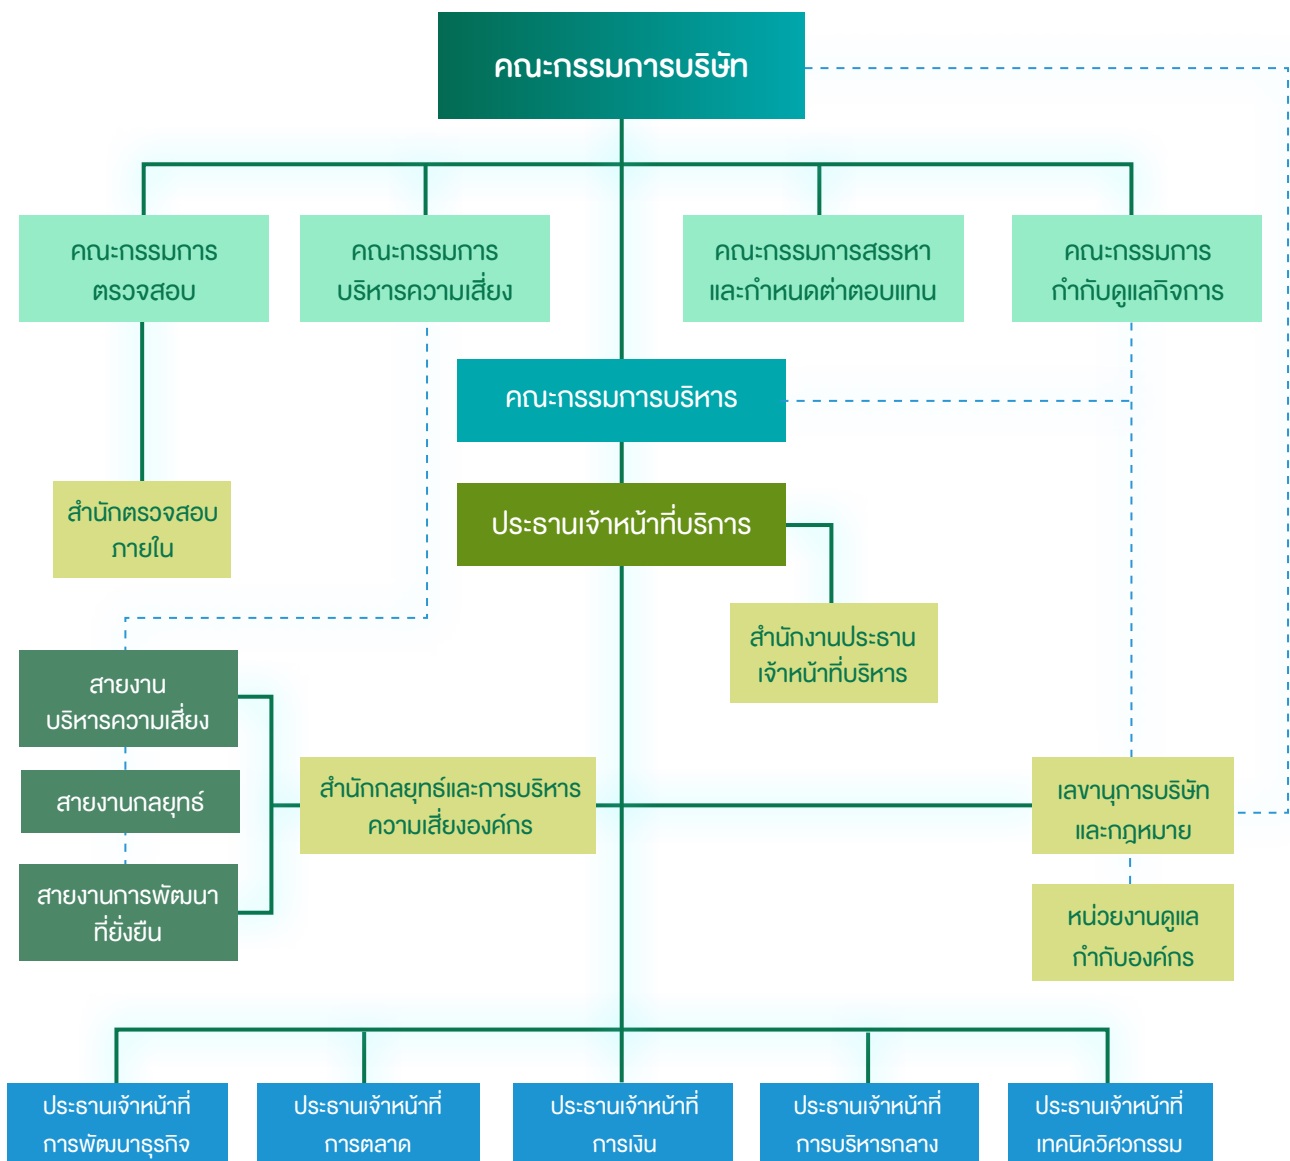 คณะกรรมการบริษัท
คณะกรรมการ
ตรวจสอบ
คณะกรรมการ
บริหารความเสี่ยง
คณะกรรมการสรรหา
และกำหนดต่าตอบแทน
คณะกรรมการ
กำกับดูแลกิจการ
คณะกรรมการบริหาร
ประธานเจ้าหน้าที่บริการ
สำนักตรวจสอบ
ภายใน
สำนักงานประธาน
เจ้าหน้าที่บริหาร
สายงาน
บริหารความเสี่ยง
สายงานกลยุทธ์
สายงานการพัฒนา
ที่ยั่งยืน
สำนักกลยุทธ์และการบริหาร
ความเสี่ยงองค์กร
เลขานุการบริษัท
และกฎหมาย
หน่วยงานดูแล
กำกับองค์กร
ประธานเจ้าหน้าที่
การพัฒนาธุรกิจ
ประธานเจ้าหน้าที่
การตลาด
ประธานเจ้าหน้าที่
การเงิน
ประธานเจ้าหน้าที่
การบริหารกลาง
ประธานเจ้าหน้าที่
เทคนิควิศวกรรม